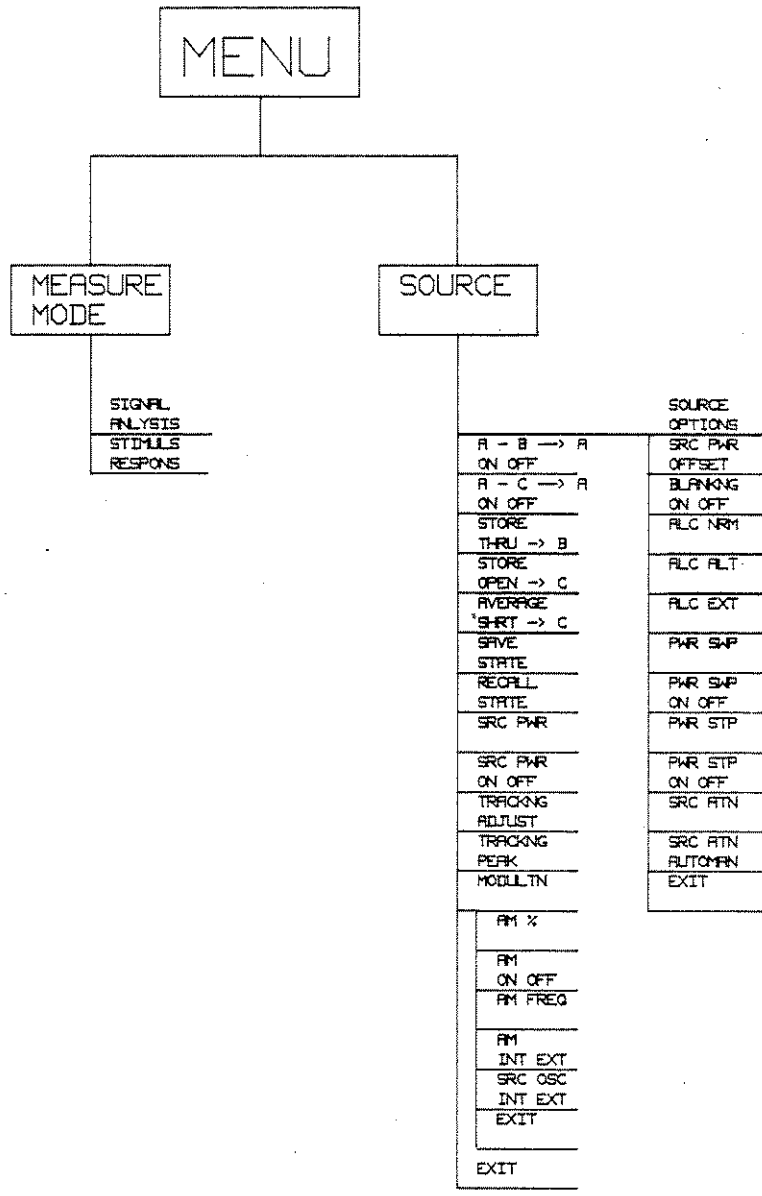 MENU
MEASURE
MODE
SOURCE
SIGNAL
ANLYSIS
STIMULS
RESPONS
A - B --> A
ON OFF
A - C --> A
ON OFF
STORE
THRU -> B
STORE
OPEN -> C
AVERAGE
SHRT -> C
SAVE
STATE
RECALL
STATE
SRC PWR
SRC PWR
ON OFF
TRACKNG
ADJUST
TRACKNG
PEAK
MODULTN
AM %
AM
ON OFF
AM FREQ
AM
INT EXT
SRC OSC
INT EXT
EXIT
EXIT
SOURCE
OPTIONS
SRC PWR
OFFSET
BLANKNG
ON OFF
ALC NRM
ALC ALT
ALC EXT
PWR SWP
PWR SWP
ON OFF
PWR STP
PWR STP
ON OFF
SRC ATN
SRC ATN
AUTOMAN
EXIT